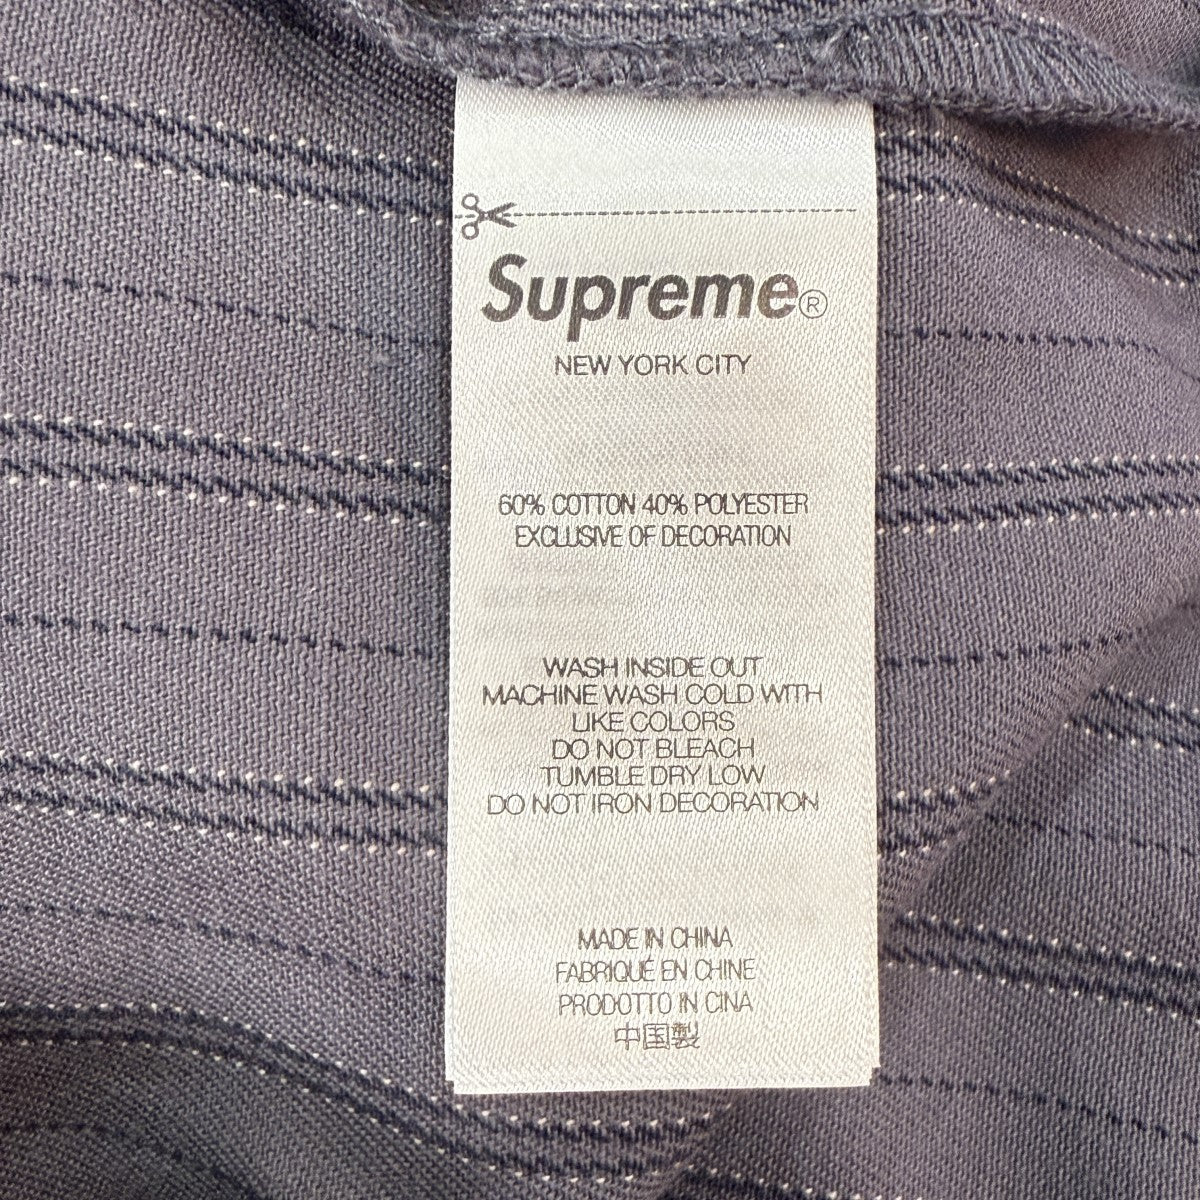 Supreme®
NEW YORK CITY
60% COTTON 40% POLYESTER
EXCLUSIVE OF DECORATION
WASH INSIDE OUT
MACHINE WASH COLD WITH
LIKE COLORS
DO NOT BLEACH
TUMBLE DRY LOW
DO NOT IRON DECORATION
MADE IN CHINA
FABRIQUÉ EN CHINE
PRODOTTO IN CINA
中国製